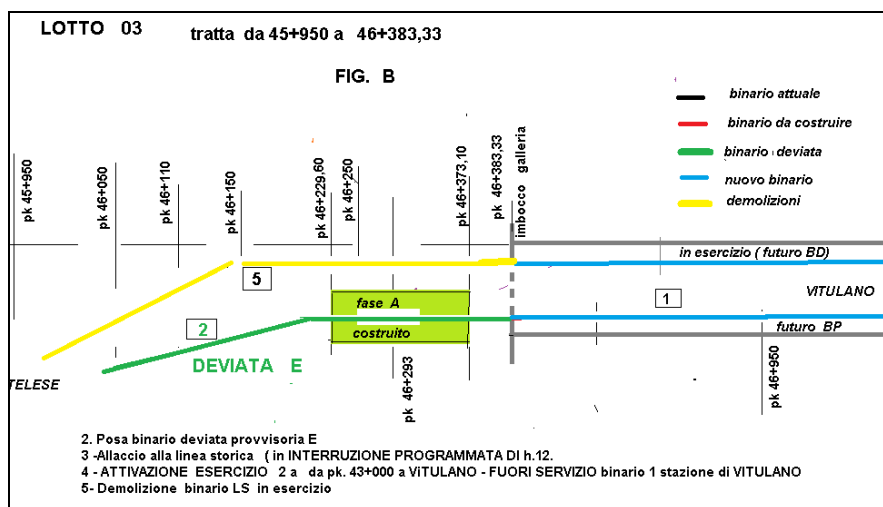 LOTTO 03 tratta da 45+950 a 46+383,33
FIG. B
binario attuale
binario da costruire
binario deviata
nuovo binario
demolizioni
pk 45+950
pk 46+050
pk 46+110
pk 46+150
pk 46+229,60
pk 46+250
pk 46+373,10
pk 46+383,33
imbocco galleria
in esercizio ( futuro BD)
5
1
VITULANO
fase A
2
costruito
futuro BP
DEVIATA E
TELESE
pk 46+293
pk 46+950
2. Posa binario deviata provvisoria E
3 -Allaccio alla linea storica ( in INTERRUZIONE PROGRAMMATA DI h.12.
4 - ATTIVAZIONE ESERCIZIO 2 a da pk. 43+000 a ViTULANO - FUORI SERVIZIO binario 1 stazione di VITULANO
5- Demolizione binario LS in esercizio